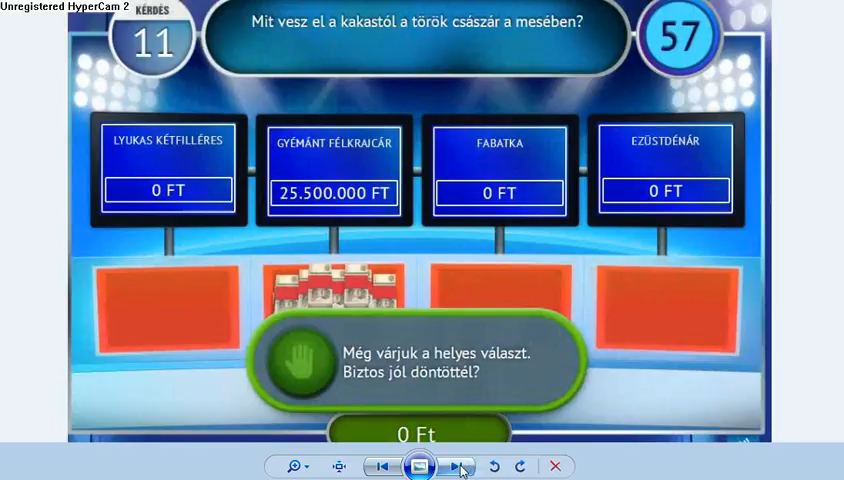 Unregistered HyperCam 2
KÉRDÉS
11
Mit vesz el a kakastól a török császár a mesében?
57
LYUKAS KÉTFILLÉRES
0 FT
GYÉMÁNT FÉLKRAJCÁR
25.500.000 FT
FABATKA
0 FT
EZÜSTDÉNÁR
0 FT
Még várjuk a helyes választ.
Biztos jól döntöttél?
0 Ft